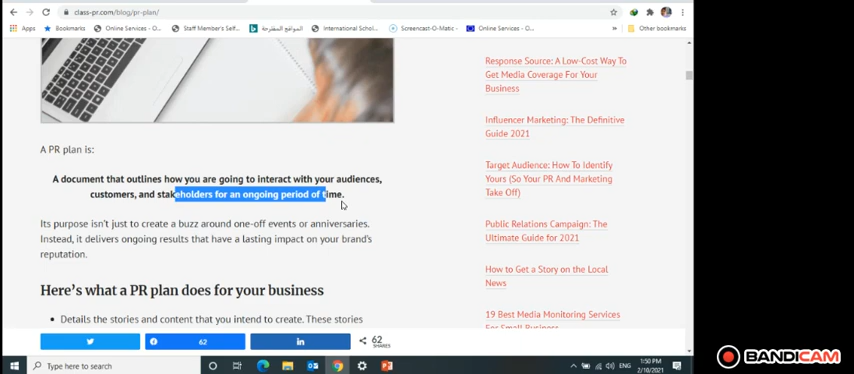 class-pr.com/blog/pr-plan/
Apps
Bookmarks
Online Services - O...
Staff Member's Self...
المواقع المقترحة
International Schol...
Screencast-O-Matic -
Online Services - O...
»
Other bookmarks
A PR plan is:
A document that outlines how you are going to interact with your audiences,
customers, and stakeholders for an ongoing period of time.
Its purpose isn't just to create a buzz around one-off events or anniversaries.
Instead, it delivers ongoing results that have a lasting impact on your brand's
reputation.
Here's what a PR plan does for your business
Details the stories and content that you intend to create. These stories
Response Source: A Low-Cost Way To
Get Media Coverage For Your
Business
Influencer Marketing: The Definitive
Guide 2021
Target Audience: How To Identify
Yours (So Your PR And Marketing
Take Off)
Public Relations Campaign: The
Ultimate Guide for 2021
How to Get a Story on the Local
News
19 Best Media Monitoring Services
For Small Business
62
62
SHARES
Type here to search
ENG
1:50 PM
2/18/2021
BANDICAM